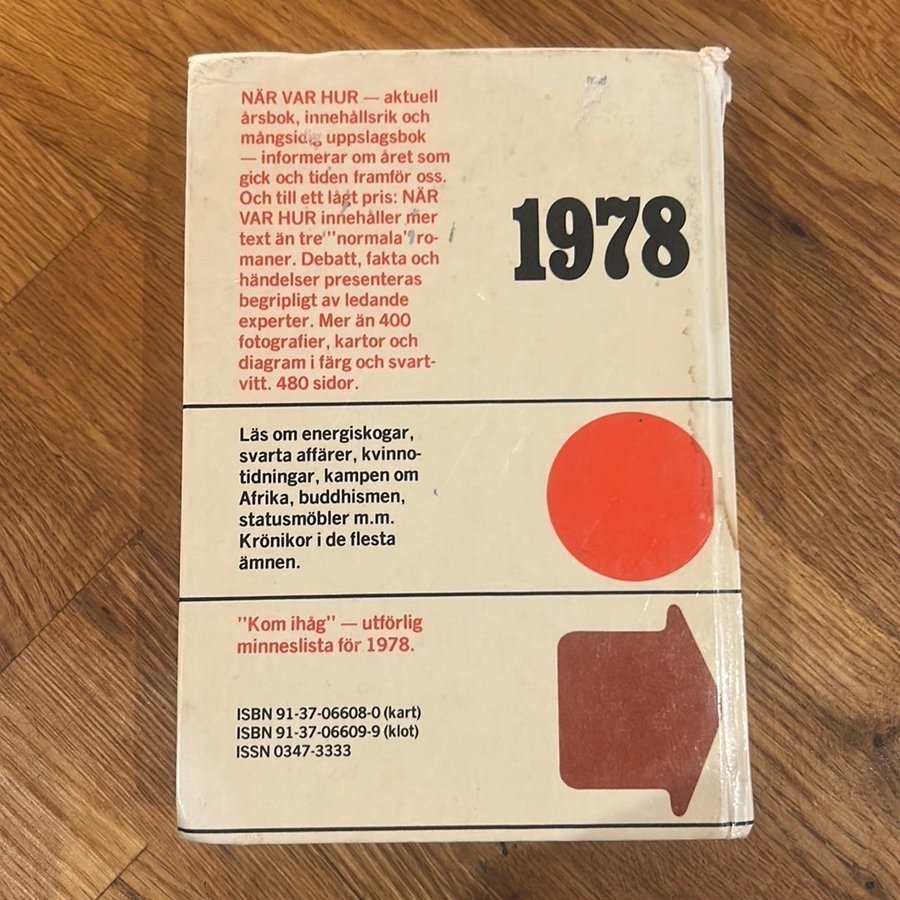 NÄR VAR HUR — aktuell
årsbok, innehållsrik och
mångsidig uppslagsbok
— informerar om året som
gick och tiden framför oss.
Och till ett lågt pris: NÄR
VAR HUR innehåller mer
text än tre "normala" ro-
maner. Debatt, fakta och
händelser presenteras
begripligt av ledande
experter. Mer än 400
fotografier, kartor och
diagram i färg och svart-
vitt. 480 sidor.
1978
Läs om energiskogar,
svarta affärer, kvinno-
tidningar, kampen om
Afrika, buddhismen,
statusmöbler m.m.
Krönikor i de flesta
ämnen.
"Kom ihåg" — utförlig
minneslista för 1978.
ISBN 91-37-06608-0 (kart)
ISBN 91-37-06609-9 (klot)
ISSN 0347-3333